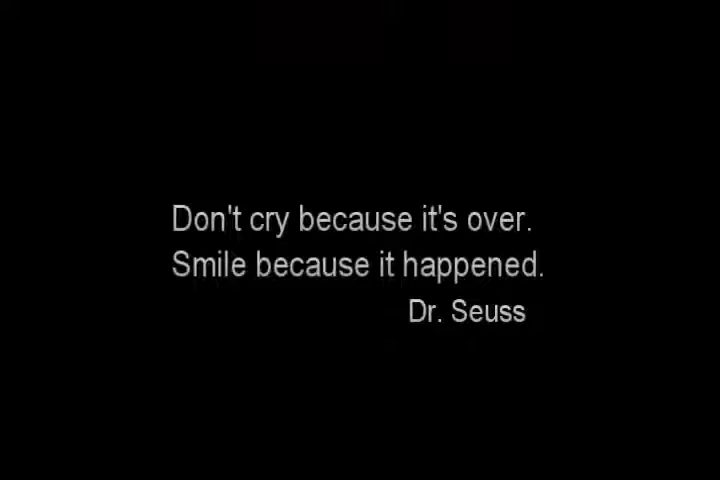 Don't cry because it's over.
Smile because it happened.
Dr. Seuss